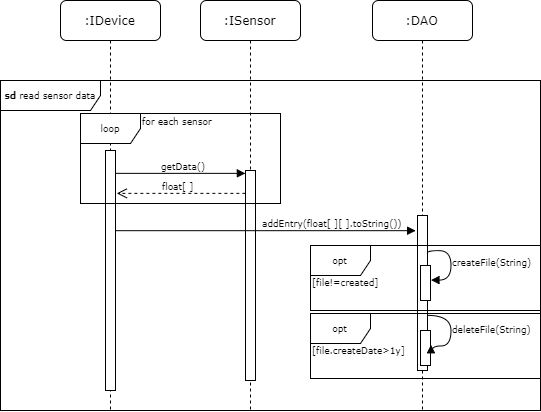 :IDevice
:ISensor
:DAO
sd read sensor data
loop
for each sensor
getData()
float[ ]
addEntry(float[ ][ ].toString())
opt
createFile(String)
[file!=created]
opt
deleteFile(String)
[file.createDate>1y]